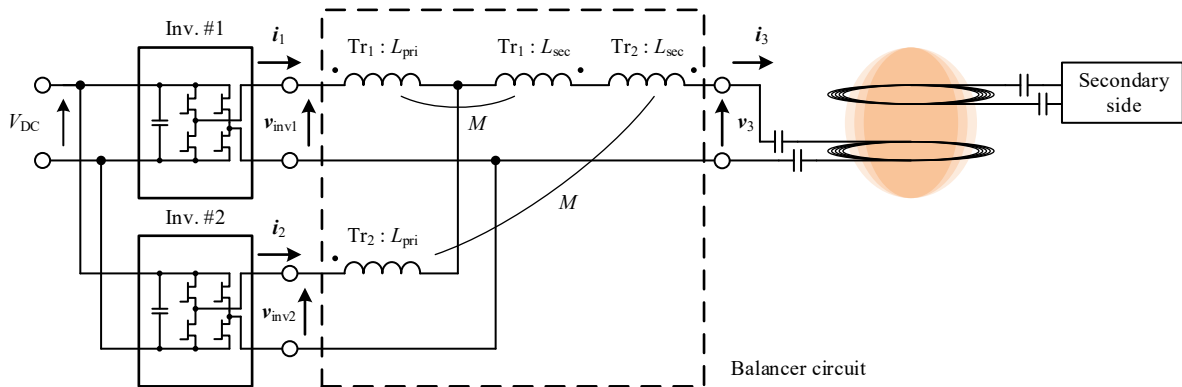 Inv. #1
i₁
Tr₁ : Lpri
Tr₁ : Lsec
Tr₂ : Lsec
i₃
VDC
vinv1
M
v₃
Secondary
side
Inv. #2
i₂
Tr₂ : Lpri
M
vinv2
Balancer circuit